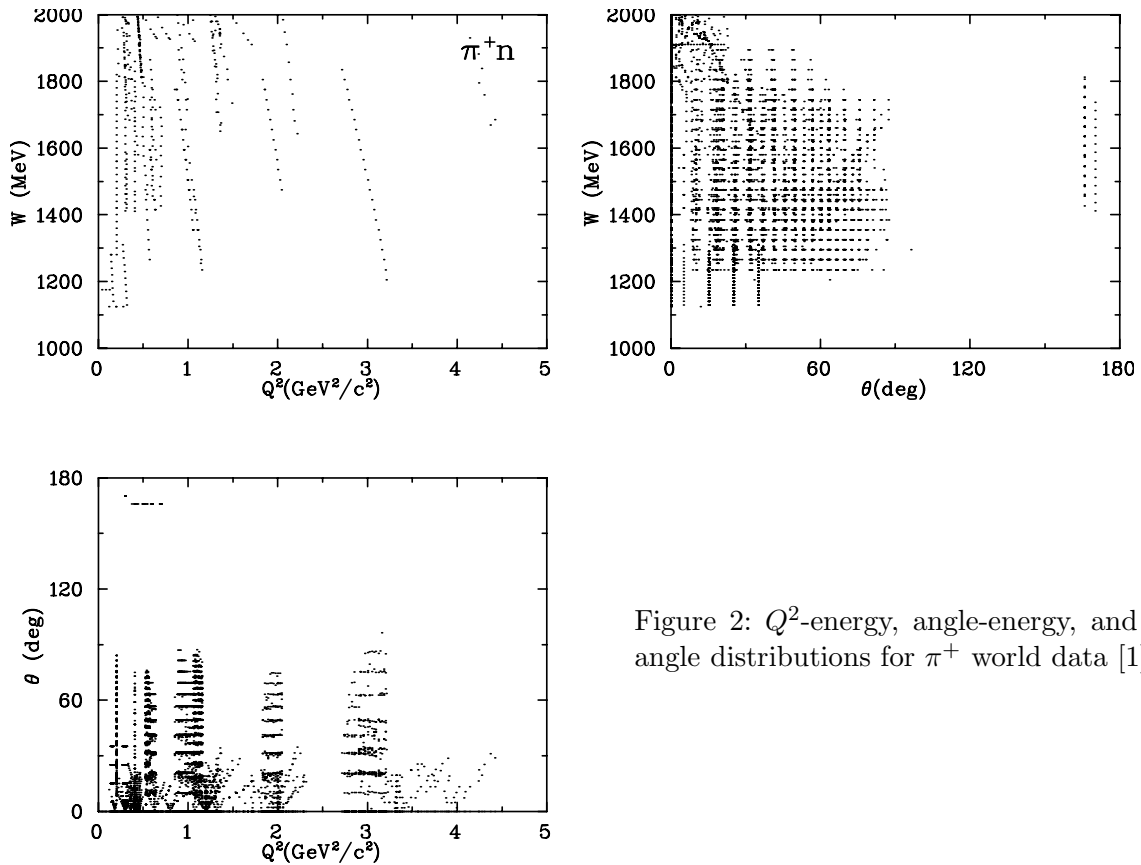 2000
1800
1600
1400
1200
1000
W (MeV)
π⁺n
0 1 2 3 4 5
Q²(GeV²/c²)
2000
1800
1600
1400
1200
1000
W (MeV)
0 60 120 180
θ(deg)
180
120
60
0
θ (deg)
0 1 2 3 4 5
Q²(GeV²/c²)
Figure 2: Q²-energy, angle-energy, and
angle distributions for π⁺ world data [1]